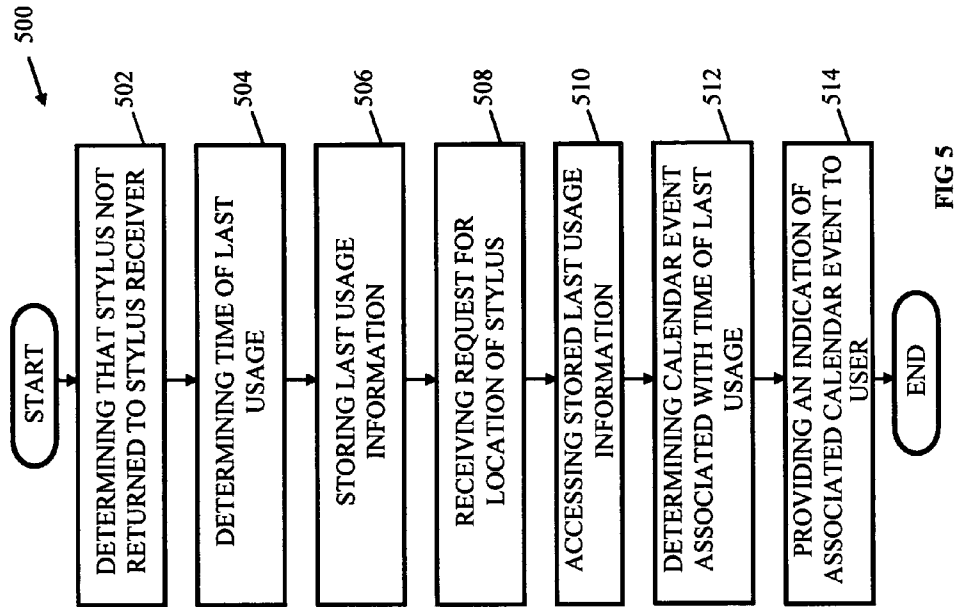 500
START
DETERMINING THAT STYLUS NOT
RETURNED TO STYLUS RECEIVER
502
DETERMINING TIME OF LAST
USAGE
504
STORING LAST USAGE
INFORMATION
506
RECEIVING REQUEST FOR
LOCATION OF STYLUS
508
ACCESSING STORED LAST USAGE
INFORMATION
510
DETERMINING CALENDAR EVENT
ASSOCIATED WITH TIME OF LAST
USAGE
512
PROVIDING AN INDICATION OF
ASSOCIATED CALENDAR EVENT TO
USER
514
END
FIG 5